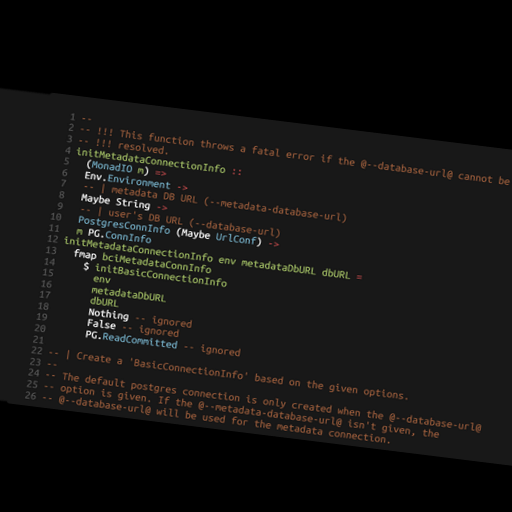 1 --
2 -- !!! This function throws a fatal error if the @--database-url@ cannot be
3 -- !!! resolved.
4 initMetadataConnectionInfo ::
5 (MonadIO m) =>
6 Env.Environment ->
7 -- | metadata DB URL (--metadata-database-url)
8 Maybe String ->
9 -- | user's DB URL (--database-url)
10 PostgresConnInfo (Maybe UrlConf) ->
11 m PG.ConnInfo
12 initMetadataConnectionInfo env metadataDbURL dbURL =
13 fmap bciMetadataConnInfo
14 $ initBasicConnectionInfo
15 env
16 metadataDbURL
17 dbURL
18 Nothing -- ignored
19 False -- ignored
20 PG.ReadCommitted -- ignored
21
22 -- | Create a 'BasicConnectionInfo' based on the given options.
23 --
24 -- The default postgres connection is only created when the @--database-url@
25 -- option is given. If the @--metadata-database-url@ isn't given, the
26 -- @--database-url@ will be used for the metadata connection.